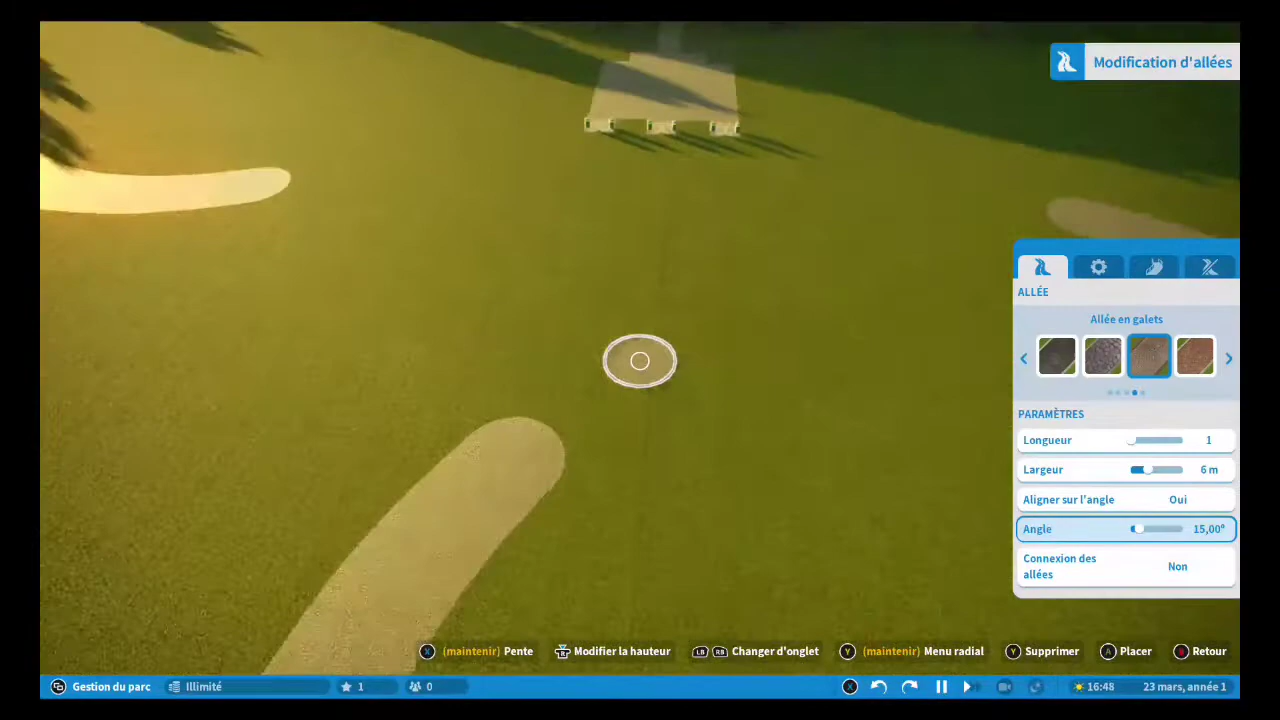 Modification d'allées
ALLÉE
Allée en galets
PARAMÈTRES
Longueur 1
Largeur 6 m
Aligner sur l'angle Oui
Angle 15,00°
Connexion des
allées Non
X (maintenir) Pente R Modifier la hauteur LB RB Changer d'onglet Y (maintenir) Menu radial Y Supprimer A Placer B Retour
Gestion du parc Illimité 1 0 X 16:48 23 mars, année 1